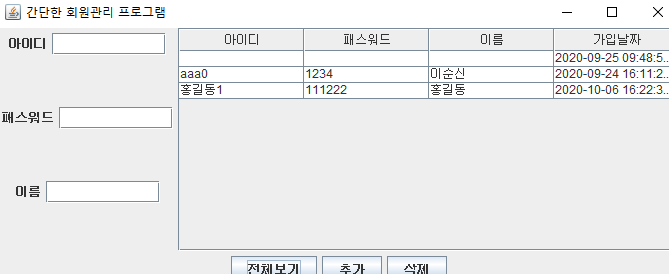 간단한 회원관리 프로그램
아이디
패스워드
이름
아이디 패스워드 이름 가입날짜
2020-09-25 09:48:5...
aaa0 1234 이순신 2020-09-24 16:11:2...
홍길동1 111222 홍길동 2020-10-06 16:22:3...
전체보기 추가 삭제